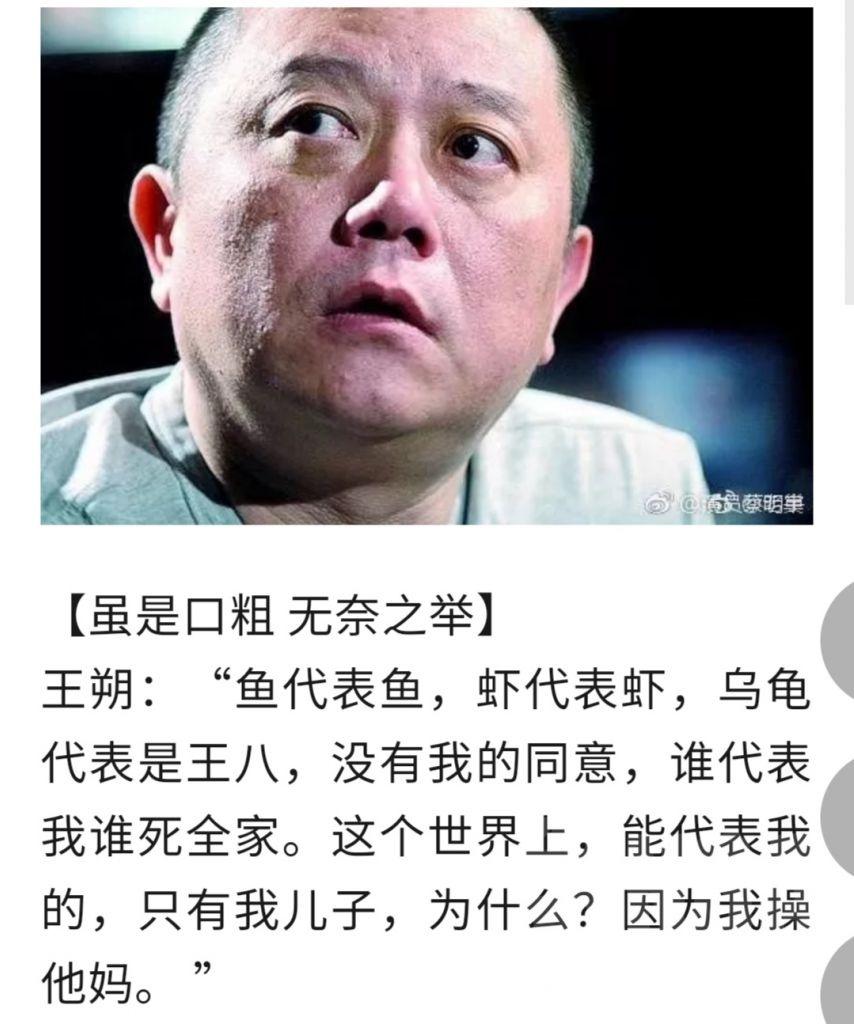 @演员蔡明
【虽是口粗 无奈之举】
王朔：“鱼代表鱼，虾代表虾，乌龟
代表是王八，没有我的同意，谁代表
我谁死全家。这个世界上，能代表我
的，只有我儿子，为什么？因为我操
他妈。”